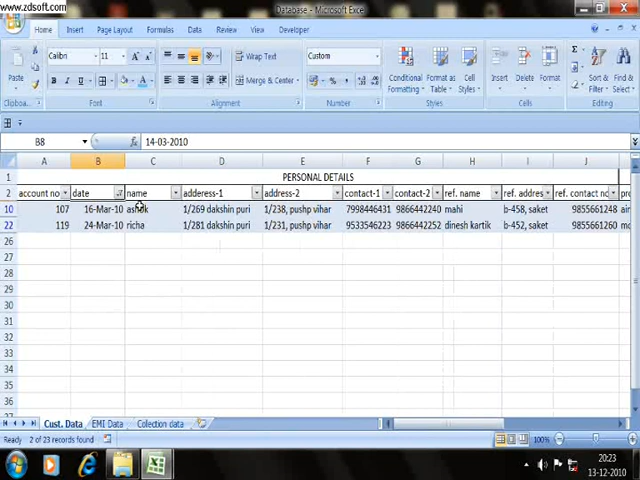 www.zdsoft.com
Database - Microsoft Excel
Home Insert Page Layout Formulas Data Review View Developer
Calibri 11 Wrap Text Custom
Paste Merge & Center Conditional Formatting Format as Table Cell Styles Insert Delete Format Sort & Filter Find & Select
Font Alignment Number Styles Cells Editing
B8 fx 14-03-2010
A B C D E F G H I J
1 PERSONAL DETAILS
2 account no date name adderess-1 address-2 contact-1 contact-2 ref. name ref. addres ref. contact no
10 107 16-Mar-10 ashok 1/269 dakshin puri 1/238, pushp vihar 7998446431 9866442240 mahi b-458, saket 9855661248
22 119 24-Mar-10 richa 1/281 dakshin puri 1/231, pushp vihar 9533546223 9866442252 dinesh kartik b-452, saket 9855661260
26
27
28
29
30
31
32
33
34
35
36
Cust. Data EMI Data Colection data
Ready 2 of 23 records found 100%
20:23
13-12-2010